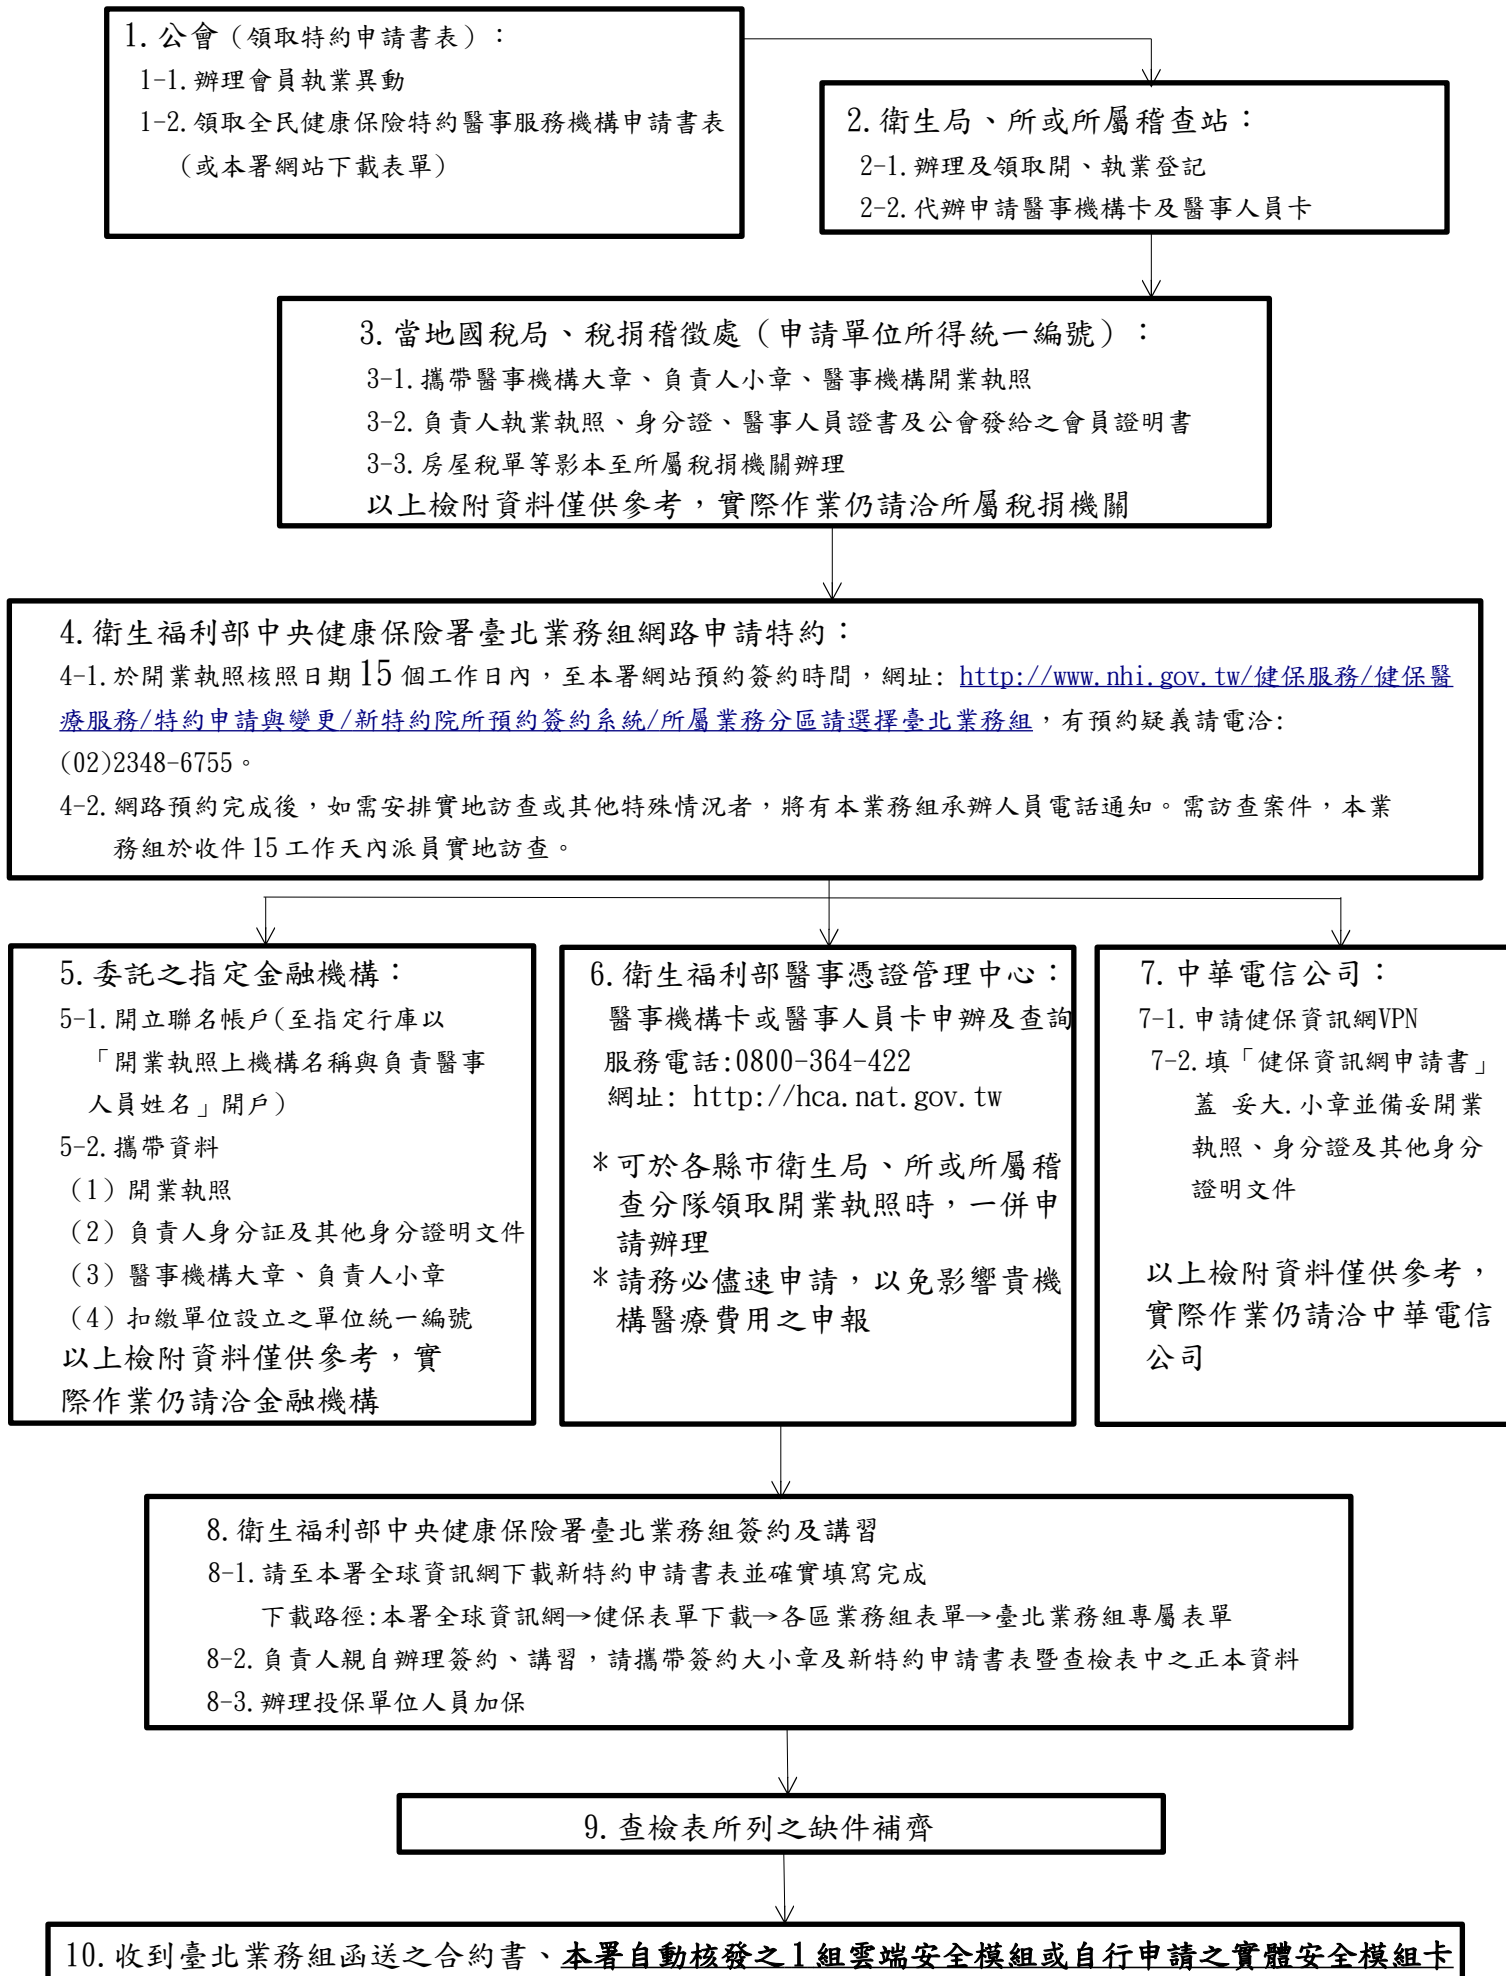 1.公會（領取特約申請書表）：
1-1.辦理會員執業異動
1-2.領取全民健康保險特約醫事服務機構申請書表
（或本署網站下載表單）
2.衛生局、所或所屬稽查站：
2-1.辦理及領取開、執業登記
2-2.代辦申請醫事機構卡及醫事人員卡
3.當地國稅局、稅捐稽徵處（申請單位所得統一編號）：
3-1.攜帶醫事機構大章、負責人小章、醫事機構開業執照
3-2.負責人執業執照、身分證、醫事人員證書及公會發給之會員證明書
3-3.房屋稅單等影本至所屬稅捐機關辦理
以上檢附資料僅供參考，實際作業仍請洽所屬稅捐機關
4.衛生福利部中央健康保險署臺北業務組網路申請特約：
4-1.於開業執照核照日期 15 個工作日內，至本署網站預約簽約時間，網址: http://www.nhi.gov.tw/健保服務/健保醫
療服務/特約申請與變更/新特約院所預約簽約系統/所屬業務分區請選擇臺北業務組，有預約疑義請電洽:
(02)2348-6755。
4-2.網路預約完成後，如需安排實地訪查或其他特殊情況者，將有本業務組承辦人員電話通知。需訪查案件，本業
務組於收件 15 工作天內派員實地訪查。
5.委託之指定金融機構：
5-1.開立聯名帳戶(至指定行庫以
「開業執照上機構名稱與負責醫事
人員姓名」開戶)
5-2.攜帶資料
（1）開業執照
（2）負責人身分証及其他身分證明文件
（3）醫事機構大章、負責人小章
（4）扣繳單位設立之單位統一編號
以上檢附資料僅供參考，實
際作業仍請洽金融機構
6.衛生福利部醫事憑證管理中心：
醫事機構卡或醫事人員卡申辦及查詢
服務電話:0800-364-422
網址: http://hca.nat.gov.tw
＊可於各縣市衛生局、所或所屬稽
查分隊領取開業執照時，一併申
請辦理
＊請務必儘速申請，以免影響貴機
構醫療費用之申報
7.中華電信公司：
7-1.申請健保資訊網VPN
7-2.填「健保資訊網申請書」
蓋 妥大.小章並備妥開業
執照、身分證及其他身分
證明文件
以上檢附資料僅供參考，
實際作業仍請洽中華電信
公司
8.衛生福利部中央健康保險署臺北業務組簽約及講習
8-1.請至本署全球資訊網下載新特約申請書表並確實填寫完成
下載路徑:本署全球資訊網→健保表單下載→各區業務組表單→臺北業務組專屬表單
8-2.負責人親自辦理簽約、講習，請攜帶簽約大小章及新特約申請書表暨查檢表中之正本資料
8-3.辦理投保單位人員加保
9.查檢表所列之缺件補齊
10.收到臺北業務組函送之合約書、本署自動核發之1組雲端安全模組或自行申請之實體安全模組卡